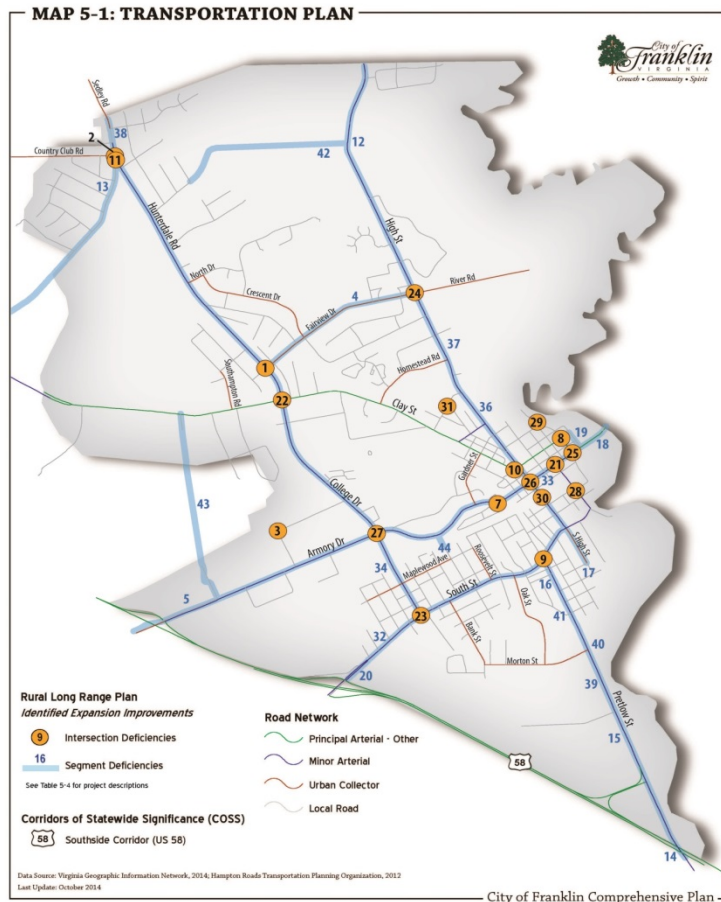 MAP 5-1: TRANSPORTATION PLAN
City of
Franklin
VIRGINIA
Growth • Community • Spirit
Sedley Rd
38
2
12
Country Club Rd
11
42
13
Hunterdale Rd
High St
North Dr
River Rd
Crescent Dr
4
24
Fairview Dr
37
Southampton Rd
1
Homestead Rd
22
Clay St
31
36
29
19
8
18
25
Gardner St
10
21
26
33
College Dr
7
30
28
43
3
27
Armory Dr
44
S High St
9
34
Maplewood Ave
Roosevelt St
17
5
South St
16
Oak St
41
23
32
Bank St
40
20
Morton St
39
Pretlow St
15
58
14
Rural Long Range Plan
Identified Expansion Improvements
9 Intersection Deficiencies
16
Segment Deficiencies
See Table 5-4 for project descriptions
Corridors of Statewide Significance (COSS)
58 Southside Corridor (US 58)
Road Network
Principal Arterial - Other
Minor Arterial
Urban Collector
Local Road
Data Source: Virginia Geographic Information Network, 2014; Hampton Roads Transportation Planning Organization, 2012
Last Update: October 2014
City of Franklin Comprehensive Plan